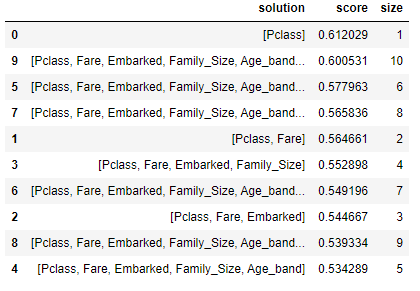 solution score size
0 [Pclass] 0.612029 1
9 [Pclass, Fare, Embarked, Family_Size, Age_band... 0.600531 10
5 [Pclass, Fare, Embarked, Family_Size, Age_band... 0.577963 6
7 [Pclass, Fare, Embarked, Family_Size, Age_band... 0.565836 8
1 [Pclass, Fare] 0.564661 2
3 [Pclass, Fare, Embarked, Family_Size] 0.552898 4
6 [Pclass, Fare, Embarked, Family_Size, Age_band... 0.549196 7
2 [Pclass, Fare, Embarked] 0.544667 3
8 [Pclass, Fare, Embarked, Family_Size, Age_band... 0.539334 9
4 [Pclass, Fare, Embarked, Family_Size, Age_band] 0.534289 5